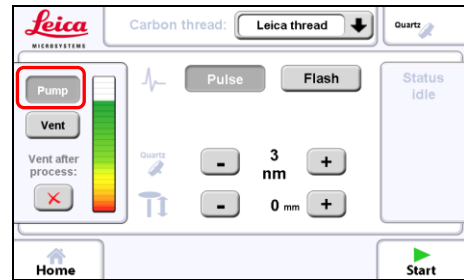 Leica
MICROSYSTEMS
Carbon thread:
Leica thread
Quartz
Pump
Pulse
Flash
Status
idle
Vent
Vent after
process:
Quartz
- 3 +
nm
- 0 mm +
Home
Start